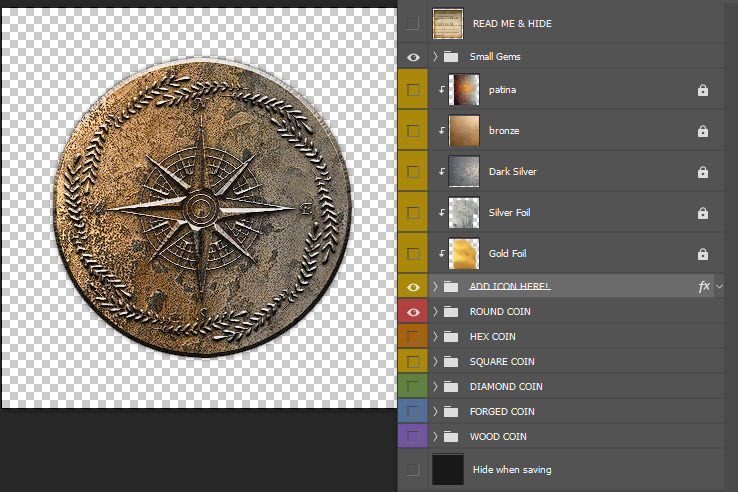 READ ME & HIDE
Small Gems
patina
bronze
Dark Silver
Silver Foil
Gold Foil
ADD ICON HERE! fx
ROUND COIN
HEX COIN
SQUARE COIN
DIAMOND COIN
FORGED COIN
WOOD COIN
Hide when saving